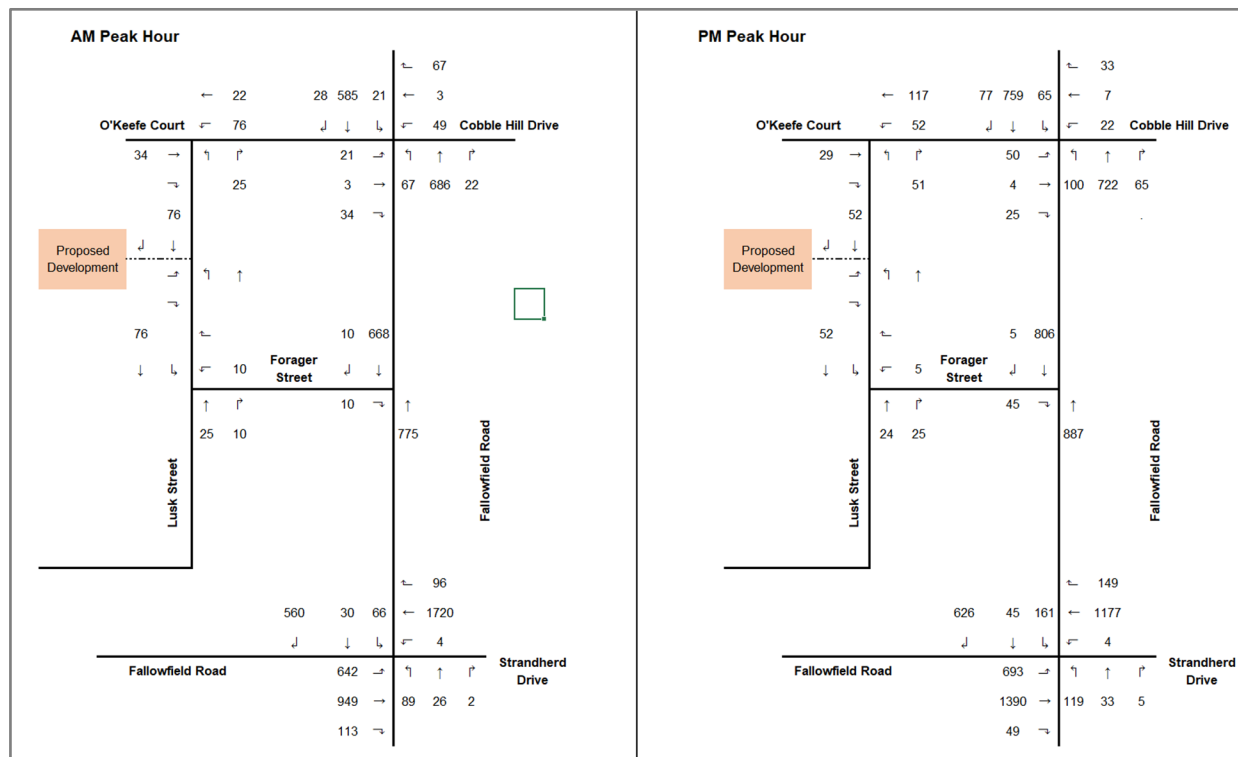 AM Peak Hour
67
← 22 28 585 21 ← 3
O'Keefe Court 76 ↓ 49 Cobble Hill Drive
34 → 21 ↑
25 3 → 67 686 22
76 34
Proposed
Development
↓
↑
76 10 668
Forager
Street
↓ 10 ↓
↑ 10 ↑
25 10 775
Lusk Street
Fallowfield Road
96
560 30 66 ← 1720
↓ 4
Fallowfield Road 642 ↑ Strandherd
Drive
949 → 89 26 2
113
PM Peak Hour
33
← 117 77 759 65 ← 7
O'Keefe Court 52 ↓ 22 Cobble Hill Drive
29 → 50 ↑
51 4 → 100 722 65
52 25 .
Proposed
Development
↓
↑
52 5 806
Forager
Street
↓ 5 ↓
↑ 45 ↑
24 25 887
Lusk Street
Fallowfield Road
149
626 45 161 ← 1177
↓ 4
Fallowfield Road 693 ↑ Strandherd
Drive
1390 → 119 33 5
49